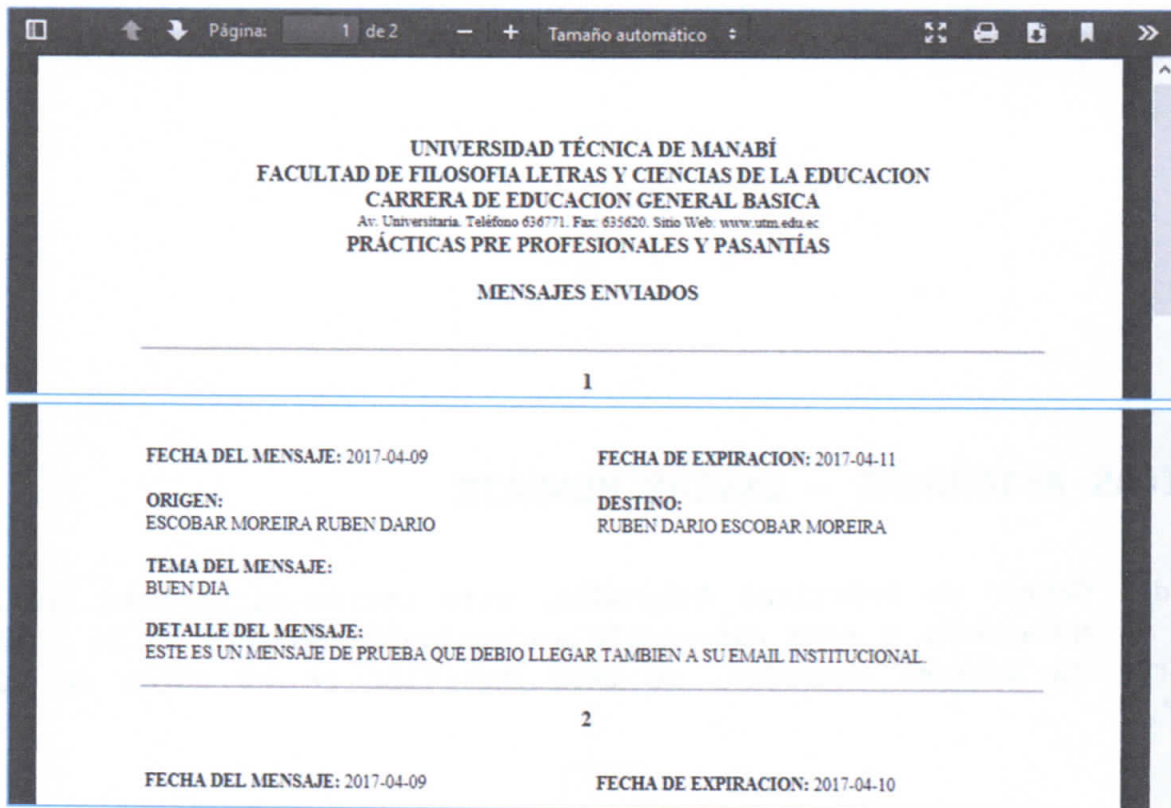 Página: 1 de 2 − + Tamaño automático
UNIVERSIDAD TÉCNICA DE MANABÍ
FACULTAD DE FILOSOFIA LETRAS Y CIENCIAS DE LA EDUCACION
CARRERA DE EDUCACION GENERAL BASICA
Av. Universitaria. Teléfono 636771. Fax: 635620. Sitio Web: www.utm.edu.ec
PRÁCTICAS PRE PROFESIONALES Y PASANTÍAS
MENSAJES ENVIADOS
1
FECHA DEL MENSAJE: 2017-04-09 FECHA DE EXPIRACION: 2017-04-11
ORIGEN: DESTINO:
ESCOBAR MOREIRA RUBEN DARIO RUBEN DARIO ESCOBAR MOREIRA
TEMA DEL MENSAJE:
BUEN DIA
DETALLE DEL MENSAJE:
ESTE ES UN MENSAJE DE PRUEBA QUE DEBIO LLEGAR TAMBIEN A SU EMAIL INSTITUCIONAL.
2
FECHA DEL MENSAJE: 2017-04-09 FECHA DE EXPIRACION: 2017-04-10